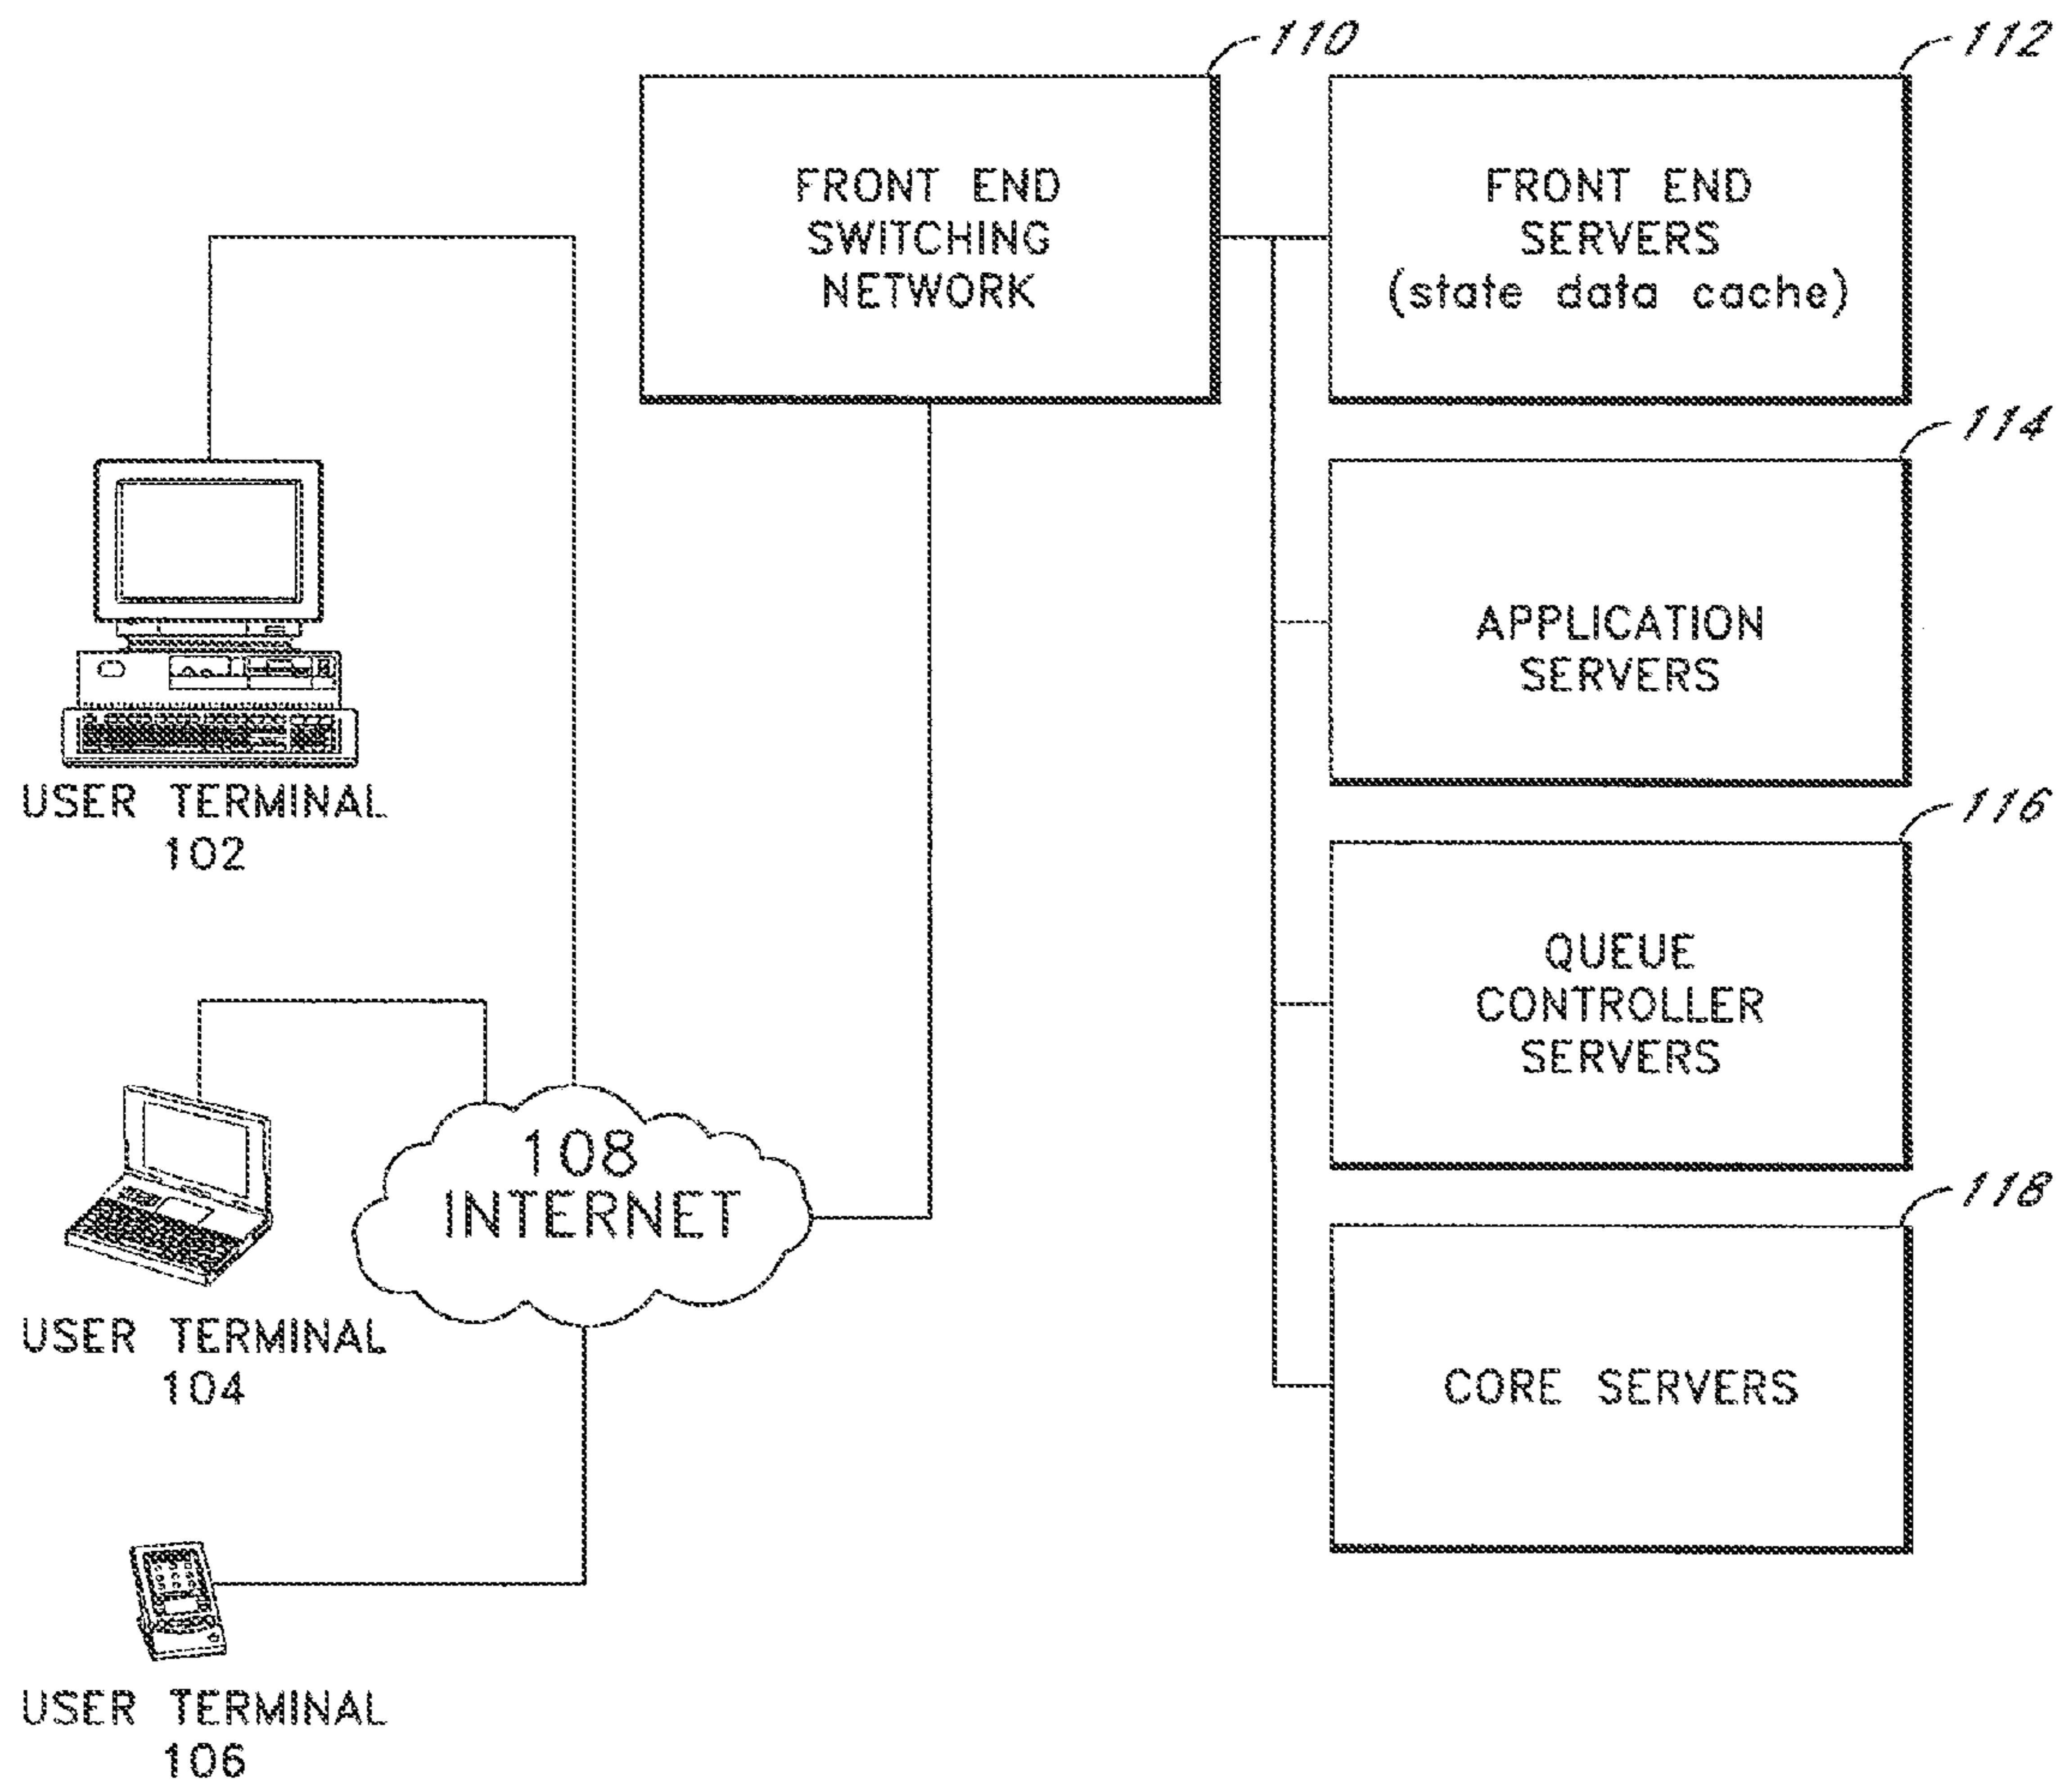 110
112
FRONT END
SWITCHING
NETWORK
FRONT END
SERVERS
(state data cache)
114
APPLICATION
SERVERS
USER TERMINAL
102
116
QUEUE
CONTROLLER
SERVERS
108
INTERNET
118
USER TERMINAL
104
CORE SERVERS
USER TERMINAL
106